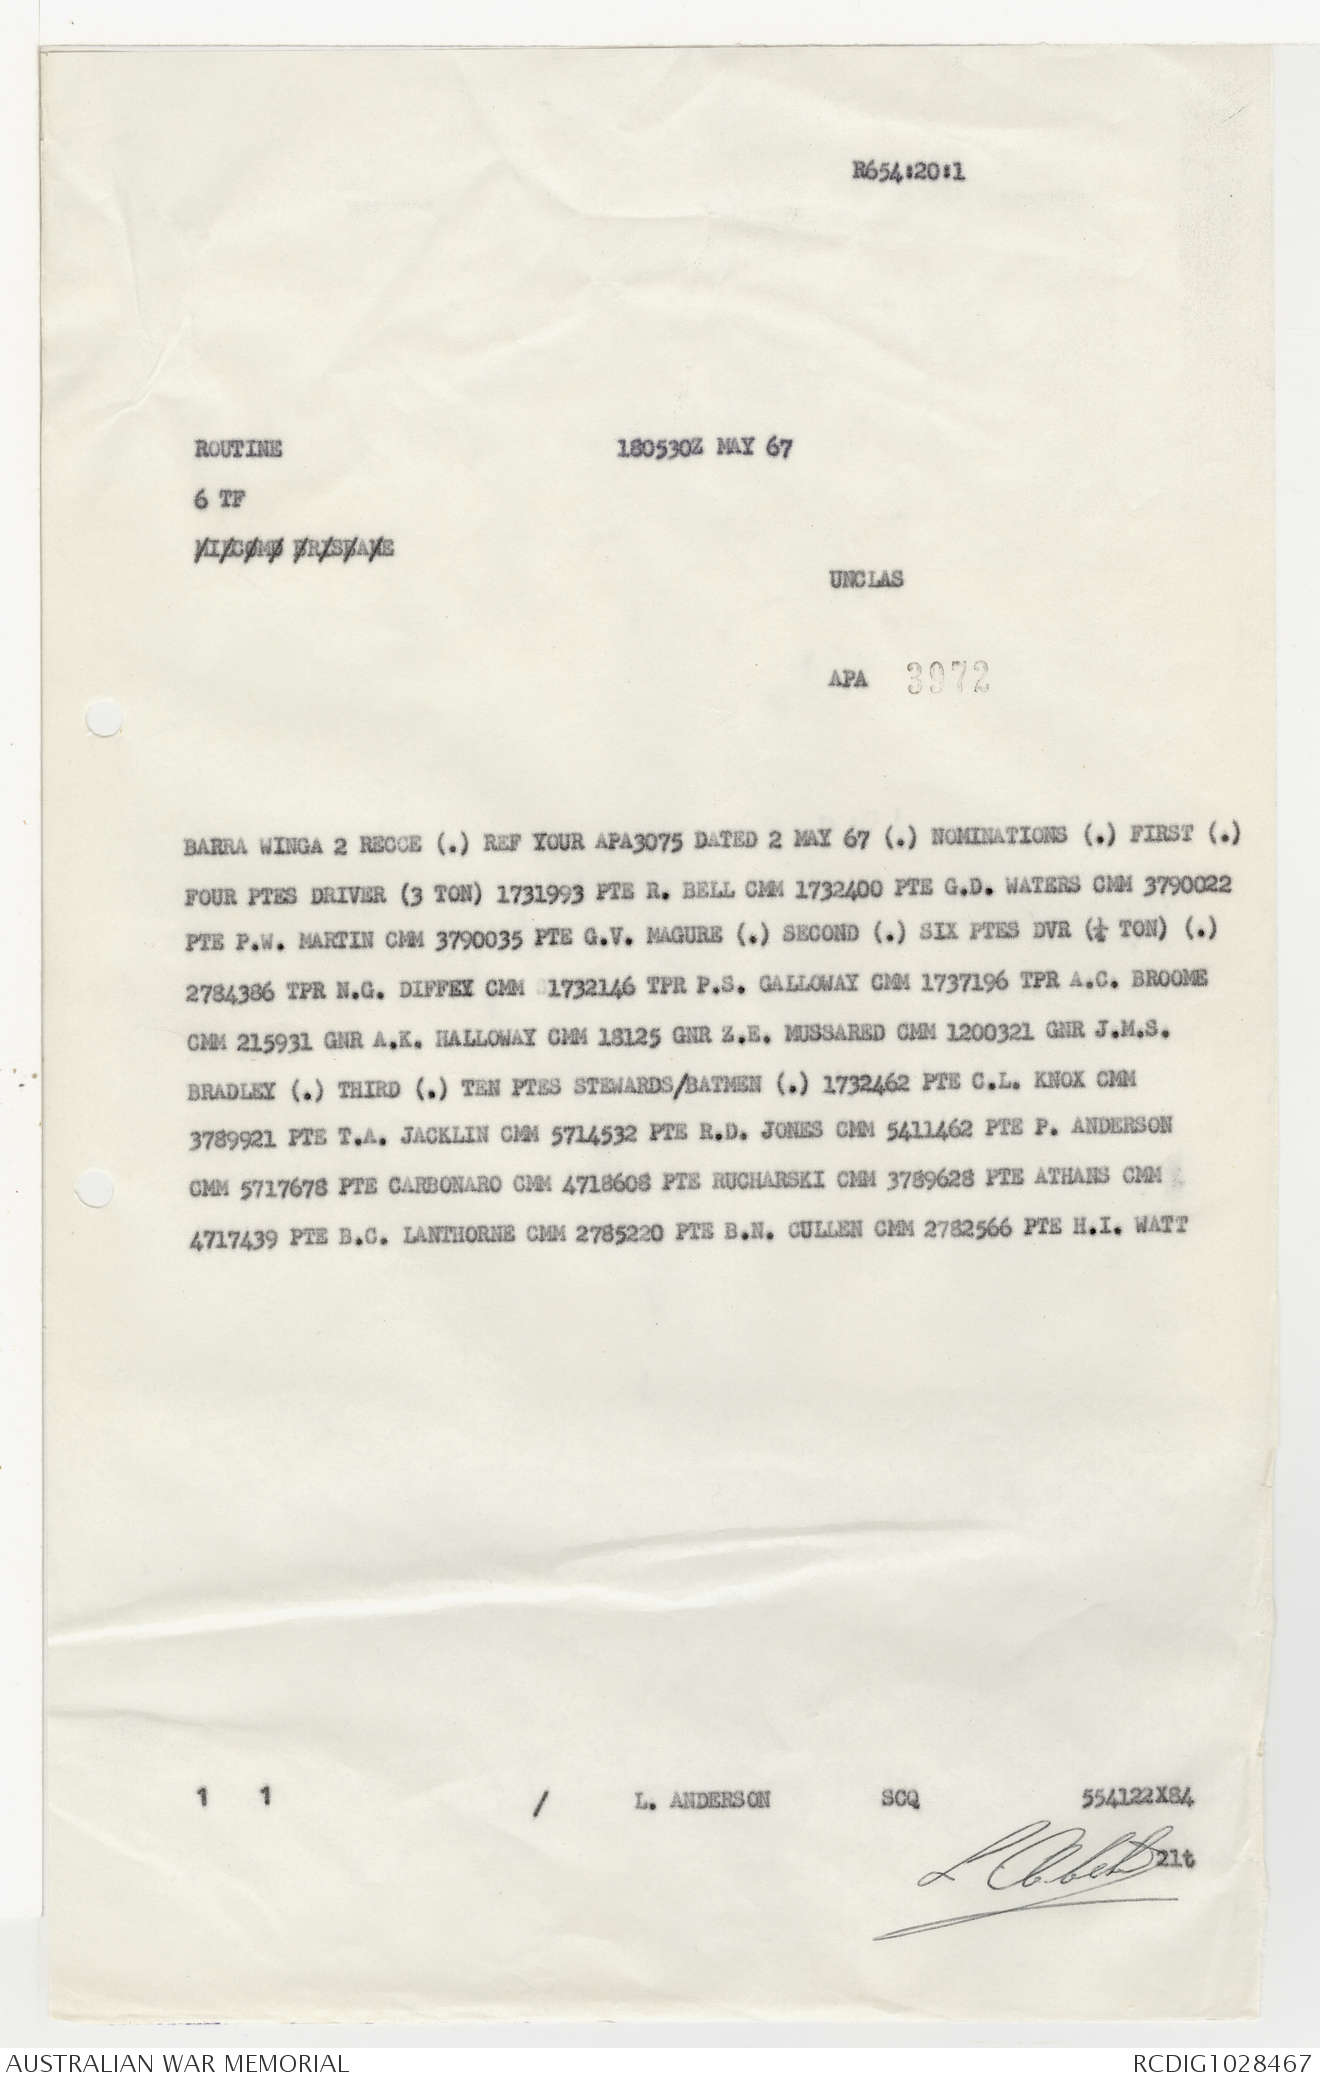 R654:20:1
ROUTINE 180530Z MAY 67
6 TF
MILCOMD BRISBANE
UNCLAS
APA 3972
BARRA WINGA 2 RECCE (.) REF YOUR APA3075 DATED 2 MAY 67 (.) NOMINATIONS (.) FIRST (.)
FOUR PTES DRIVER (3 TON) 1731993 PTE R. BELL CMM 1732400 PTE G.D. WATERS CMM 3790022
PTE P.W. MARTIN CMM 3790035 PTE G.V. MAGURE (.) SECOND (.) SIX PTES DVR (¼ TON) (.)
2784386 TPR N.G. DIFFEY CMM 1732146 TPR P.S. GALLOWAY CMM 1737196 TPR A.C. BROOME
CMM 215931 GNR A.K. HALLOWAY CMM 18125 GNR Z.E. MUSSARED CMM 1200321 GNR J.M.S.
BRADLEY (.) THIRD (.) TEN PTES STEWARDS/BATMEN (.) 1732462 PTE C.L. KNOX CMM
3789921 PTE T.A. JACKLIN CMM 5714532 PTE R.D. JONES CMM 5411462 PTE P. ANDERSON
CMM 5717678 PTE CARBONARO CMM 4718608 PTE RUCHARSKI CMM 3789628 PTE ATHANS CMM
4717439 PTE B.C. LANTHORNE CMM 2785220 PTE B.N. CULLEN CMM 2782566 PTE H.I. WATT
1 1 / L. ANDERSON SCQ 554122X84
2lt
AUSTRALIAN WAR MEMORIAL RCDIG1028467